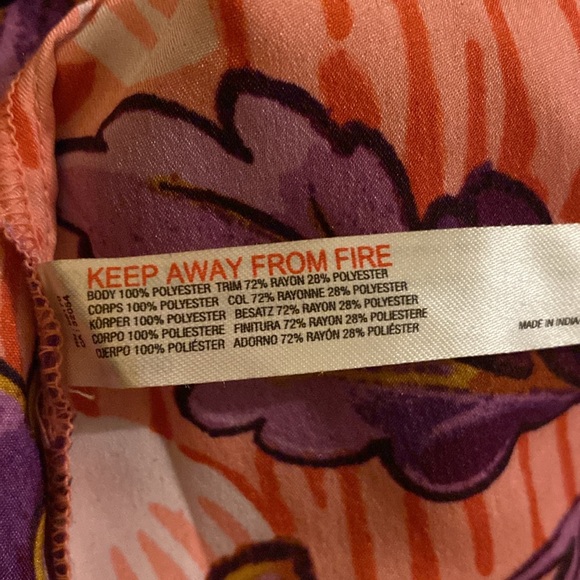 KEEP AWAY FROM FIRE
BODY 100% POLYESTER TRIM 72% RAYON 28% POLYESTER
CORPS 100% POLYESTER COL 72% RAYONNE 28% POLYESTER
KÖRPER 100% POLYESTER BESATZ 72% RAYON 28% POLYESTER
CORPO 100% POLIESTERE FINITURA 72% RAYON 28% POLIESTERE
CUERPO 100% POLIÉSTER ADORNO 72% RAYÓN 28% POLIÉSTER
MADE IN INDIA